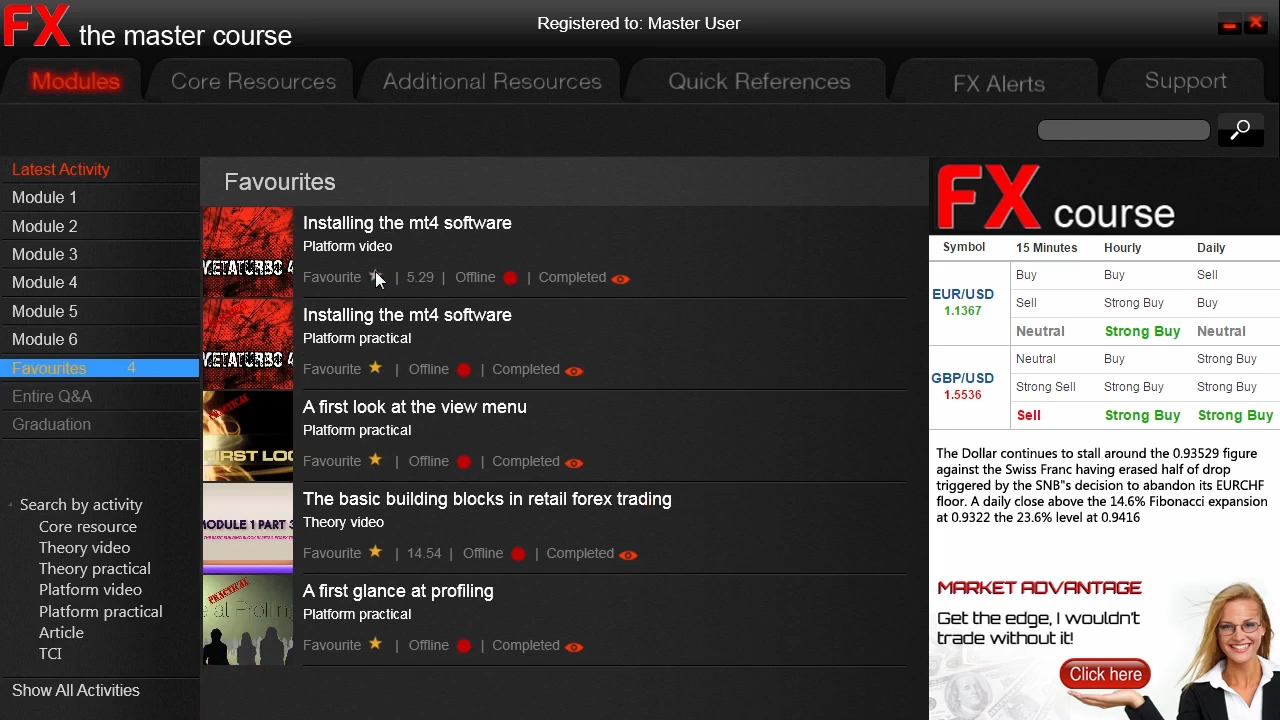 FX the master course
Registered to: Master User
Modules
Core Resources
Additional Resources
Quick References
FX Alerts
Support
Latest Activity
Module 1
Module 2
Module 3
Module 4
Module 5
Module 6
Favourites 4
Entire Q&A
Graduation
Search by activity
Core resource
Theory video
Theory practical
Platform video
Platform practical
Article
TCI
Show All Activities
Favourites
Installing the mt4 software
Platform video
Favourite | 5.29 | Offline | Completed
Installing the mt4 software
Platform practical
Favourite | Offline | Completed
PRACTICAL
FIRST LOO
A first look at the view menu
Platform practical
Favourite | Offline | Completed
MODULE 1 PART 3
The basic building blocks in retail forex trading
Theory video
Favourite | 14.54 | Offline | Completed
PRACTICAL
A first glance at profiling
Platform practical
Favourite | Offline | Completed
FX course
Symbol 15 Minutes Hourly Daily
Buy Buy Sell
EUR/USD Sell Strong Buy Buy
1.1367
Neutral Strong Buy Neutral
Neutral Buy Strong Buy
GBP/USD Strong Sell Strong Buy Strong Buy
1.5536
Sell Strong Buy Strong Buy
The Dollar continues to stall around the 0.93529 figure
against the Swiss Franc having erased half of drop
triggered by the SNB"s decision to abandon its EURCHF
floor. A daily close above the 14.6% Fibonacci expansion
at 0.9322 the 23.6% level at 0.9416
MARKET ADVANTAGE
Get the edge, I wouldn't
trade without it!
Click here